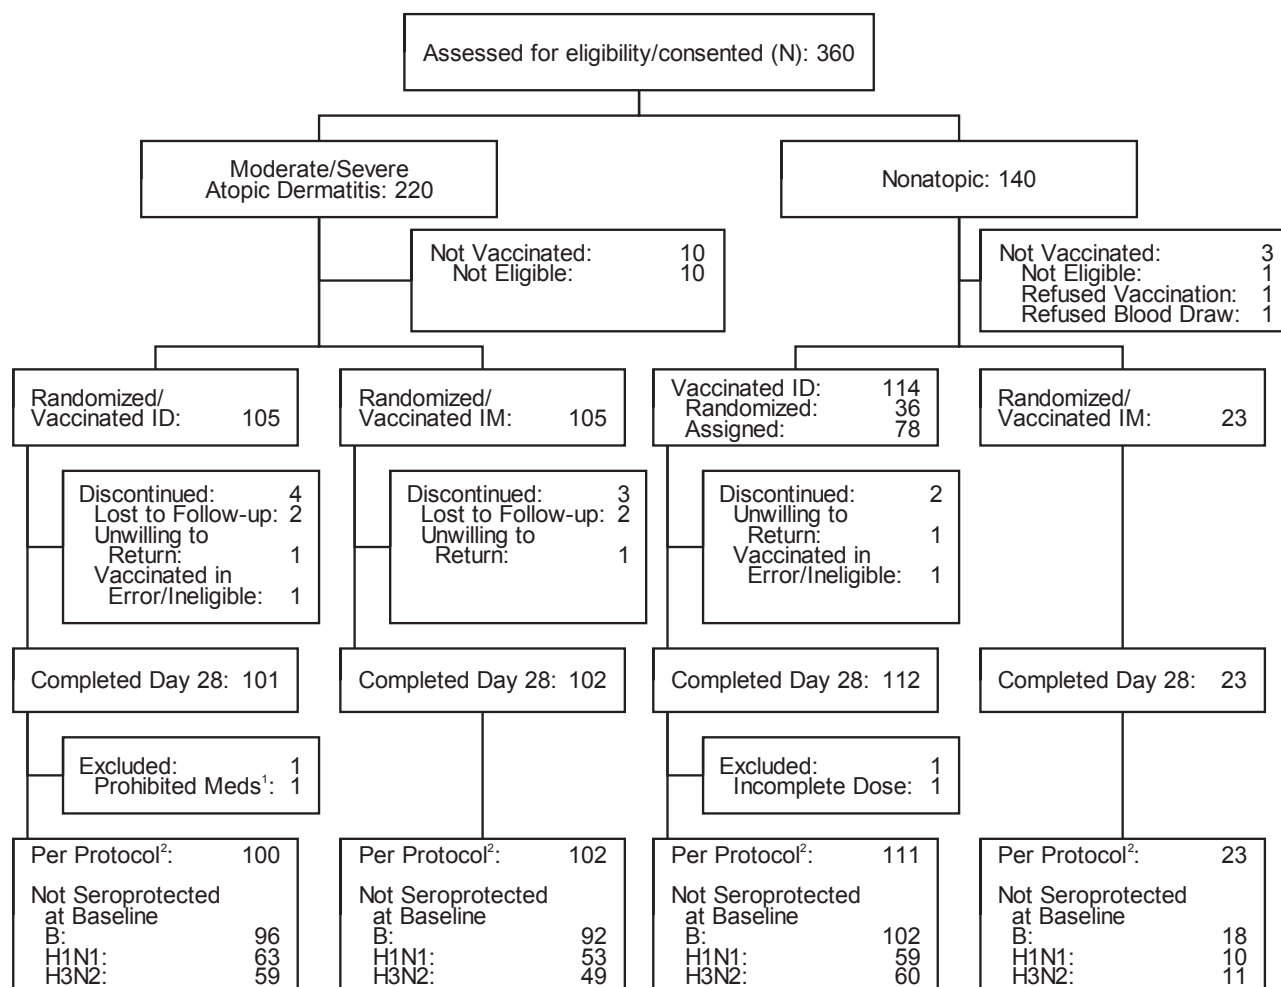 Assessed for eligibility/consented (N): 360
Moderate/Severe
Atopic Dermatitis: 220
Nonatopic: 140
Not Vaccinated: 10
Not Eligible: 10
Not Vaccinated: 3
Not Eligible: 1
Refused Vaccination: 1
Refused Blood Draw: 1
Randomized/
Vaccinated ID: 105
Randomized/
Vaccinated IM: 105
Vaccinated ID: 114
Randomized: 36
Assigned: 78
Randomized/
Vaccinated IM: 23
Discontinued: 4
Lost to Follow-up: 2
Unwilling to
Return: 1
Vaccinated in
Error/Ineligible: 1
Discontinued: 3
Lost to Follow-up: 2
Unwilling to
Return: 1
Discontinued: 2
Unwilling to
Return: 1
Vaccinated in
Error/Ineligible: 1
Completed Day 28: 101
Completed Day 28: 102
Completed Day 28: 112
Completed Day 28: 23
Excluded: 1
Prohibited Meds¹: 1
Excluded: 1
Incomplete Dose: 1
Per Protocol²: 100
Not Seroprotected
at Baseline
B: 96
H1N1: 63
H3N2: 59
Per Protocol²: 102
Not Seroprotected
at Baseline
B: 92
H1N1: 53
H3N2: 49
Per Protocol²: 111
Not Seroprotected
at Baseline
B: 102
H1N1: 59
H3N2: 60
Per Protocol²: 23
Not Seroprotected
at Baseline
B: 18
H1N1: 10
H3N2: 11